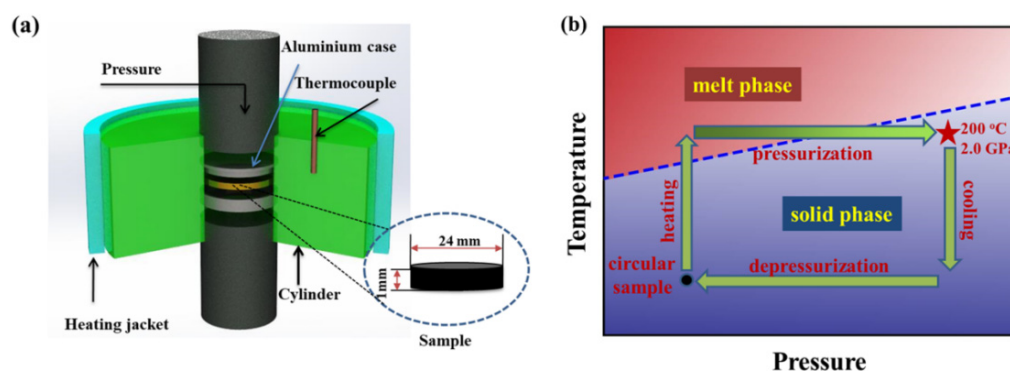 (a)
Aluminium case
Pressure
Thermocouple
24 mm
1mm
Cylinder
Heating jacket
Sample
(b)
melt phase
200 °C
2.0 GPa
pressurization
Temperature
heating
solid phase
cooling
circular
sample
depressurization
Pressure